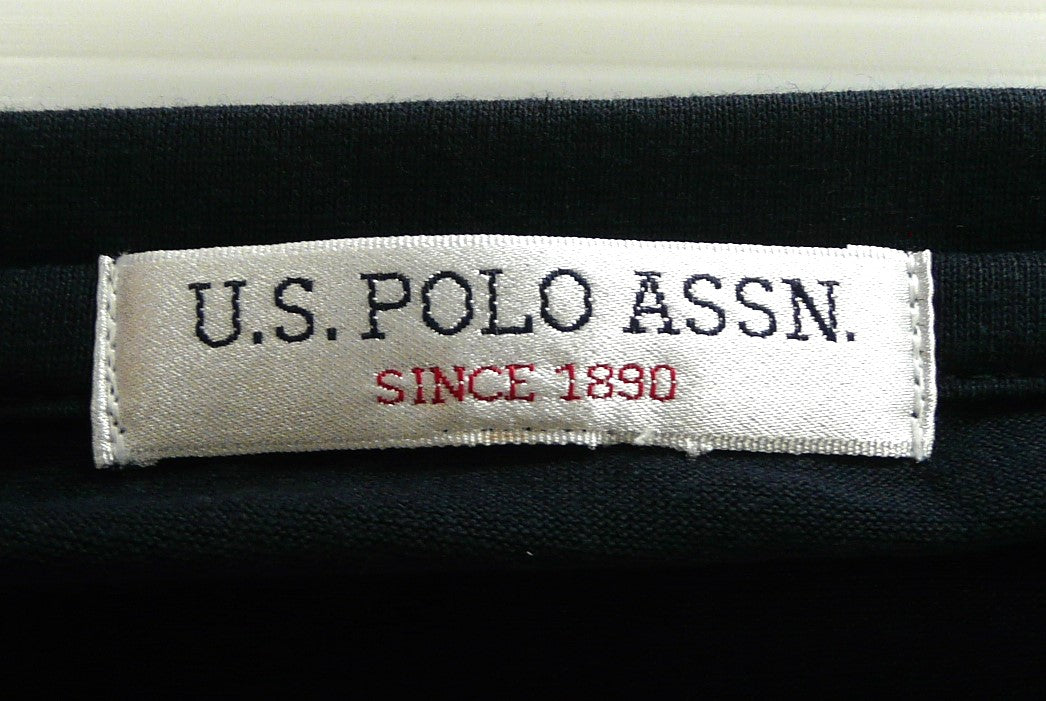 U.S. POLO ASSN.
SINCE 1890